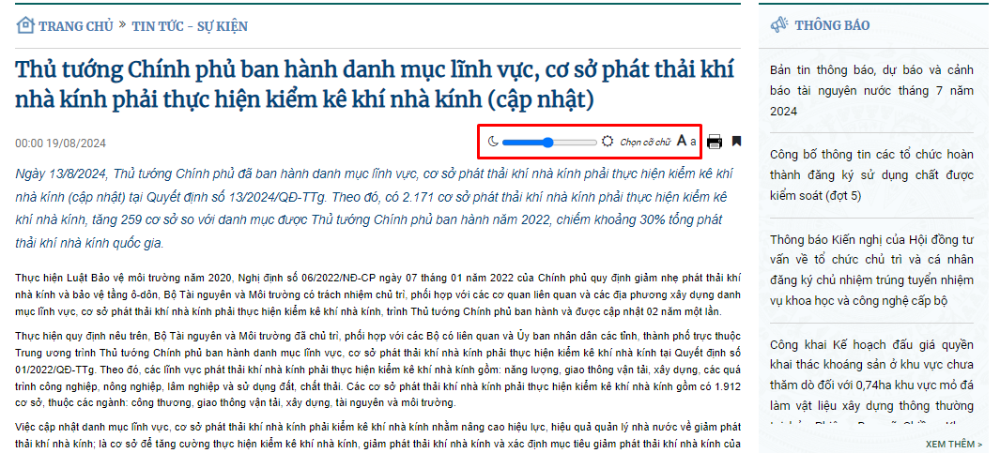 TRANG CHỦ » TIN TỨC - SỰ KIỆN
Thủ tướng Chính phủ ban hành danh mục lĩnh vực, cơ sở phát thải khí
nhà kính phải thực hiện kiểm kê khí nhà kính (cập nhật)
00:00 19/08/2024
Chọn cỡ chữ A a
Ngày 13/8/2024, Thủ tướng Chính phủ đã ban hành danh mục lĩnh vực, cơ sở phát thải khí nhà kính phải thực hiện kiểm kê khí
nhà kính (cập nhật) tại Quyết định số 13/2024/QĐ-TTg. Theo đó, có 2.171 cơ sở phát thải khí nhà kính phải thực hiện kiểm kê
khí nhà kính, tăng 259 cơ sở so với danh mục được Thủ tướng Chính phủ ban hành năm 2022, chiếm khoảng 30% tổng phát
thải khí nhà kính quốc gia.
Thực hiện Luật Bảo vệ môi trường năm 2020, Nghị định số 06/2022/NĐ-CP ngày 07 tháng 01 năm 2022 của Chính phủ quy định giảm nhẹ phát thải khí
nhà kính và bảo vệ tầng ô-dôn, Bộ Tài nguyên và Môi trường có trách nhiệm chủ trì, phối hợp với các cơ quan liên quan và các địa phương xây dựng danh
mục lĩnh vực, cơ sở phát thải khí nhà kính phải thực hiện kiểm kê khí nhà kính, trình Thủ tướng Chính phủ ban hành và được cập nhật 02 năm một lần.
Thực hiện quy định nêu trên, Bộ Tài nguyên và Môi trường đã chủ trì, phối hợp với các Bộ có liên quan và Ủy ban nhân dân các tỉnh, thành phố trực thuộc
Trung ương trình Thủ tướng Chính phủ ban hành danh mục lĩnh vực, cơ sở phát thải khí nhà kính phải thực hiện kiểm kê khí nhà kính tại Quyết định số
01/2022/QĐ-TTg. Theo đó, các lĩnh vực phát thải khí nhà kính phải thực hiện kiểm kê khí nhà kính gồm: năng lượng, giao thông vận tải, xây dựng, các quá
trình công nghiệp, nông nghiệp, lâm nghiệp và sử dụng đất, chất thải. Các cơ sở phát thải khí nhà kính phải thực hiện kiểm kê khí nhà kính gồm có 1.912
cơ sở, thuộc các ngành: công thương, giao thông vận tải, xây dựng, tài nguyên và môi trường.
Việc cập nhật danh mục lĩnh vực, cơ sở phát thải khí nhà kính phải kiểm kê khí nhà kính nhằm nâng cao hiệu lực, hiệu quả quản lý nhà nước về giảm phát
thải khí nhà kính; là cơ sở để tăng cường thực hiện kiểm kê khí nhà kính, giảm phát thải khí nhà kính và xác định mục tiêu giảm phát thải khí nhà kính của
THÔNG BÁO
Bản tin thông báo, dự báo và cảnh
báo tài nguyên nước tháng 7 năm
2024
Công bố thông tin các tổ chức hoàn
thành đăng ký sử dụng chất được
kiểm soát (đợt 5)
Thông báo Kiến nghị của Hội đồng tư
vấn về tổ chức chủ trì và cá nhân
đăng ký chủ nhiệm trúng tuyển nhiệm
vụ khoa học và công nghệ cấp bộ
Công khai Kế hoạch đấu giá quyền
khai thác khoáng sản ở khu vực chưa
thăm dò đối với 0,74ha khu vực mỏ đá
làm vật liệu xây dựng thông thường
XEM THÊM >